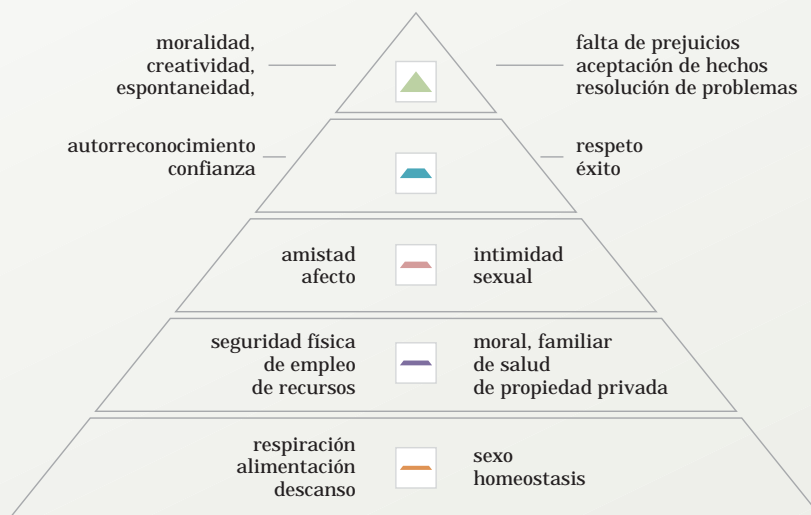 moralidad,
creatividad,
espontaneidad,
falta de prejuicios
aceptación de hechos
resolución de problemas
autorreconocimiento
confianza
respeto
éxito
amistad
afecto
intimidad
sexual
seguridad física
de empleo
de recursos
moral, familiar
de salud
de propiedad privada
respiración
alimentación
descanso
sexo
homeostasis